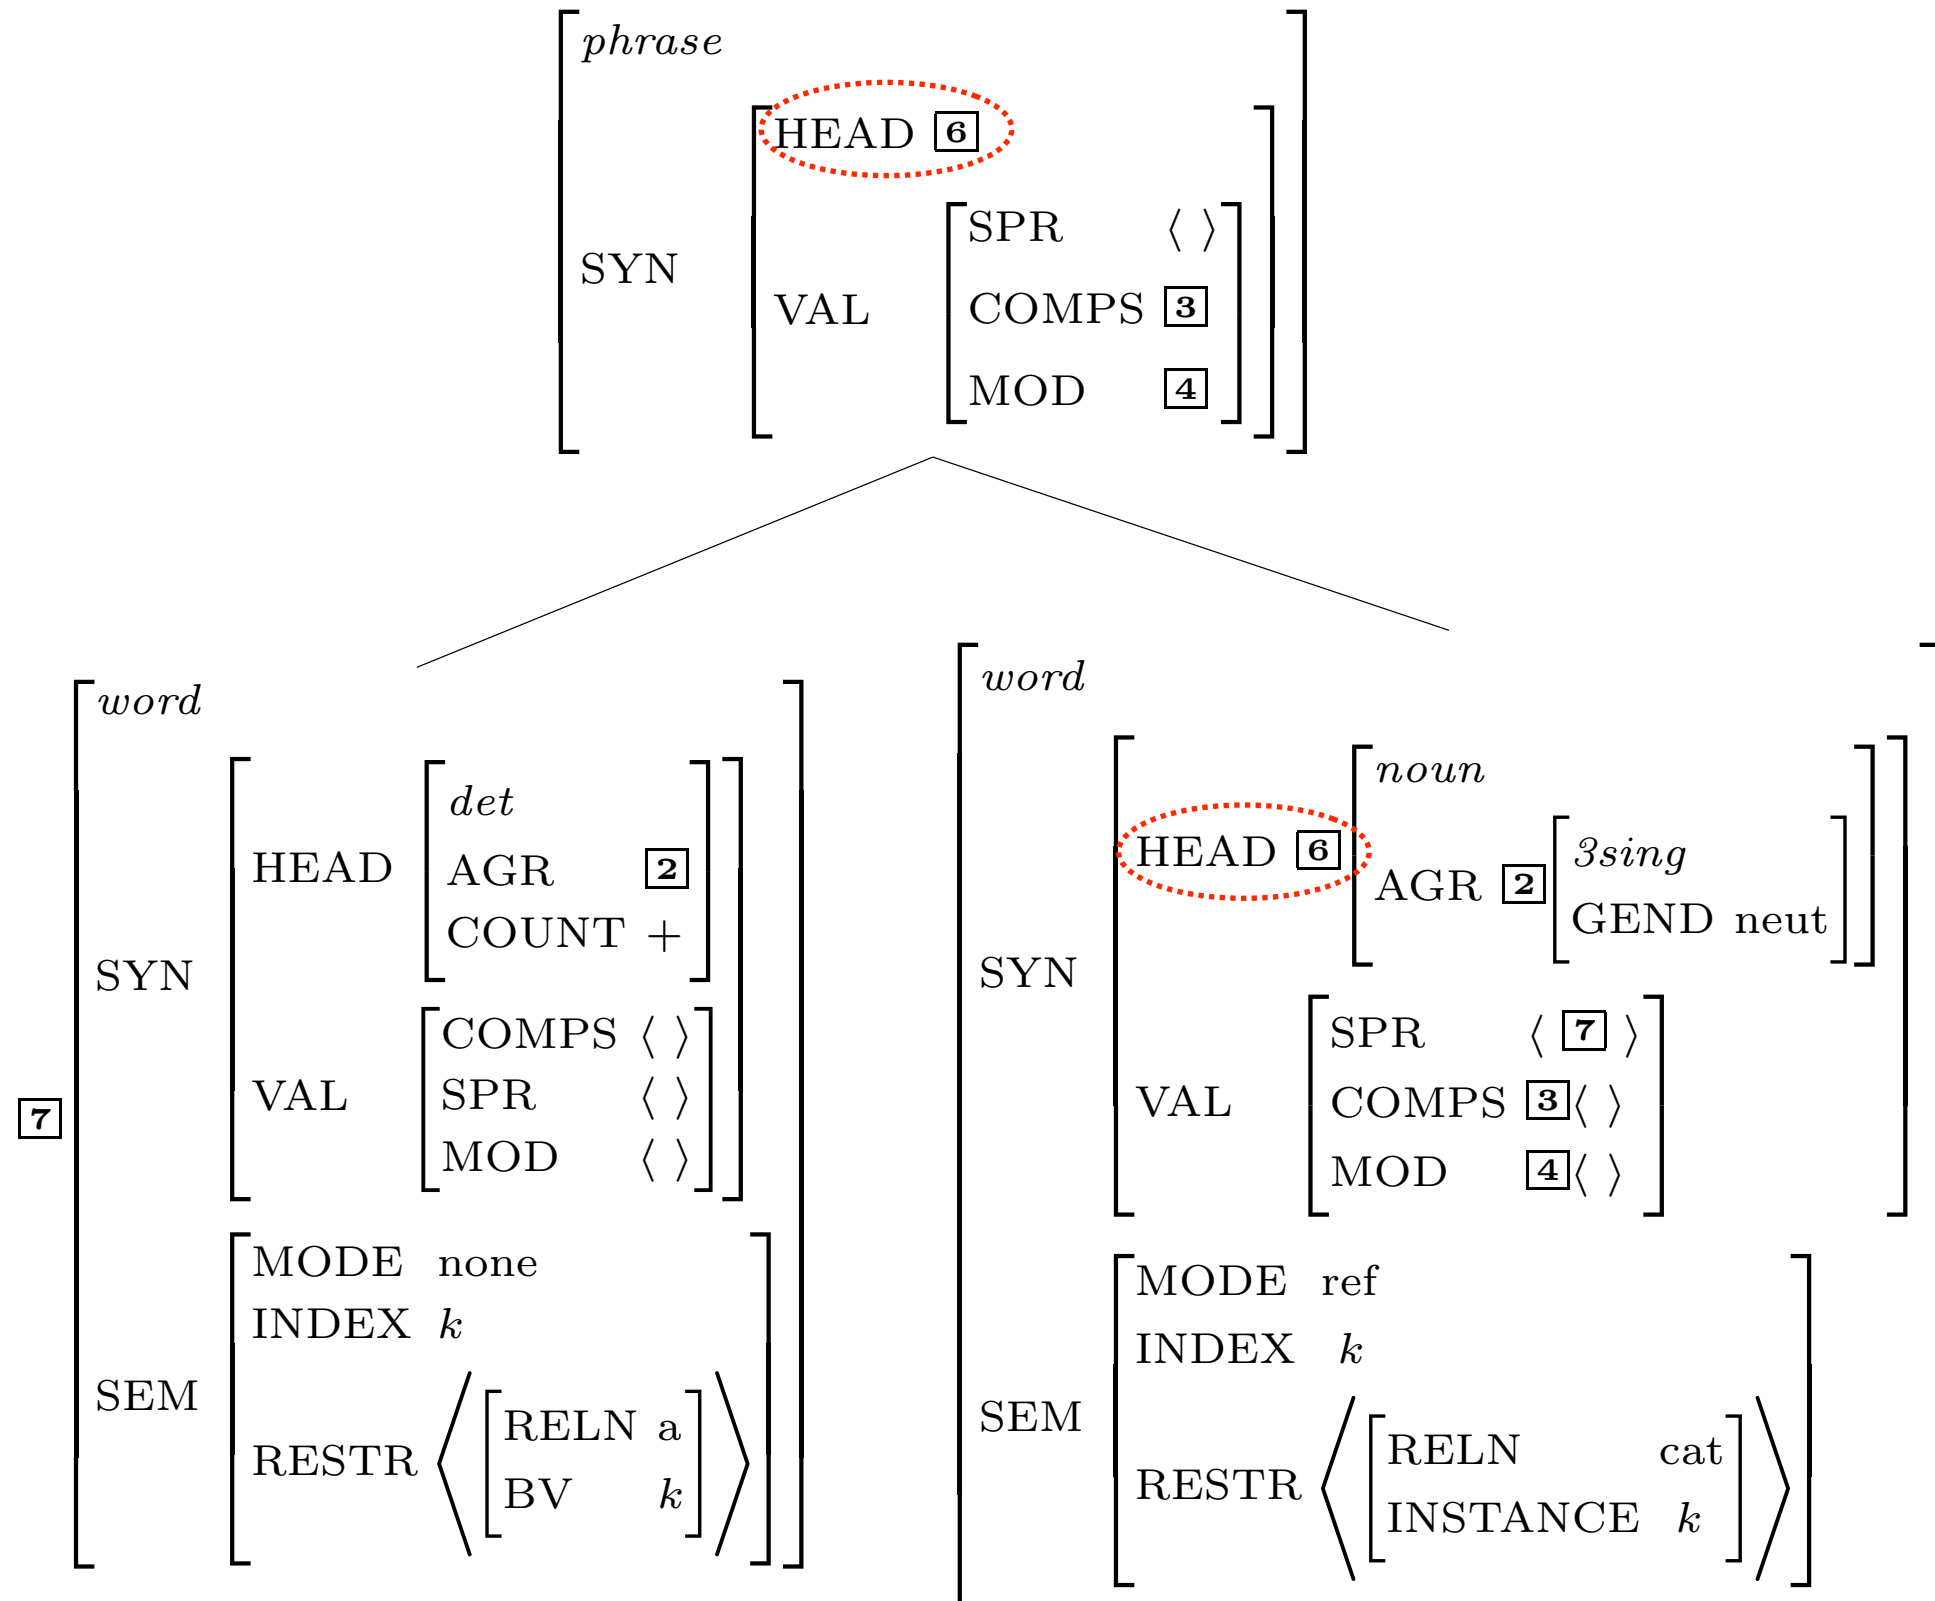 phrase
HEAD 6
SPR ⟨ ⟩
SYN
VAL
COMPS 3
MOD 4
7
word
HEAD
det
AGR 2
COUNT +
SYN
VAL
COMPS ⟨ ⟩
SPR ⟨ ⟩
MOD ⟨ ⟩
SEM
MODE none
INDEX k
RESTR ⟨
RELN a
BV k
⟩
word
HEAD 6
noun
AGR 2
3sing
GEND neut
SYN
VAL
SPR ⟨ 7 ⟩
COMPS 3 ⟨ ⟩
MOD 4 ⟨ ⟩
SEM
MODE ref
INDEX k
RESTR ⟨
RELN cat
INSTANCE k
⟩